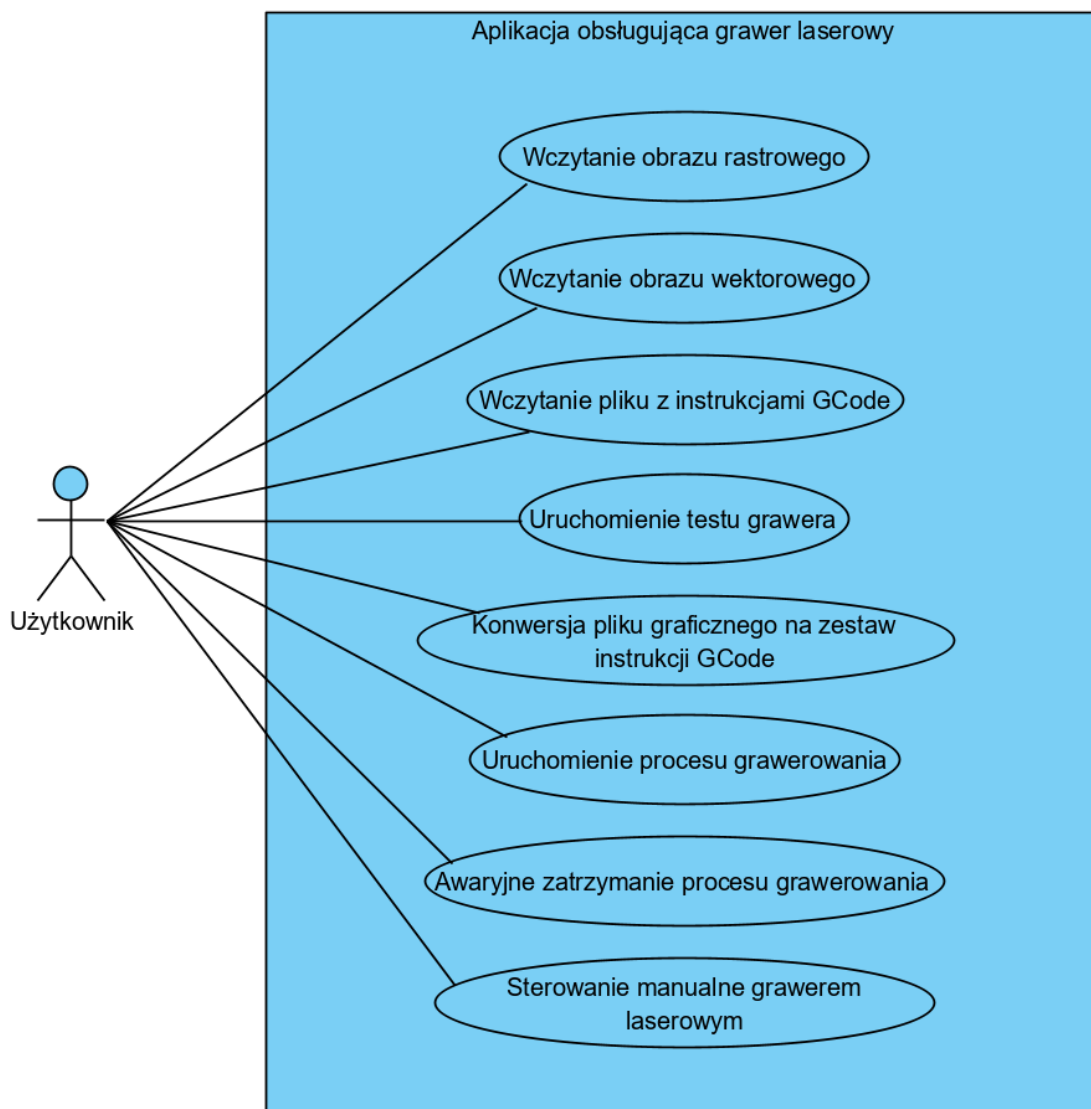 Aplikacja obsługująca grawer laserowy
Wczytanie obrazu rastrowego
Wczytanie obrazu wektorowego
Wczytanie pliku z instrukcjami GCode
Uruchomienie testu grawera
Użytkownik
Konwersja pliku graficznego na zestaw
instrukcji GCode
Uruchomienie procesu grawerowania
Awaryjne zatrzymanie procesu grawerowania
Sterowanie manualne grawerem
laserowym